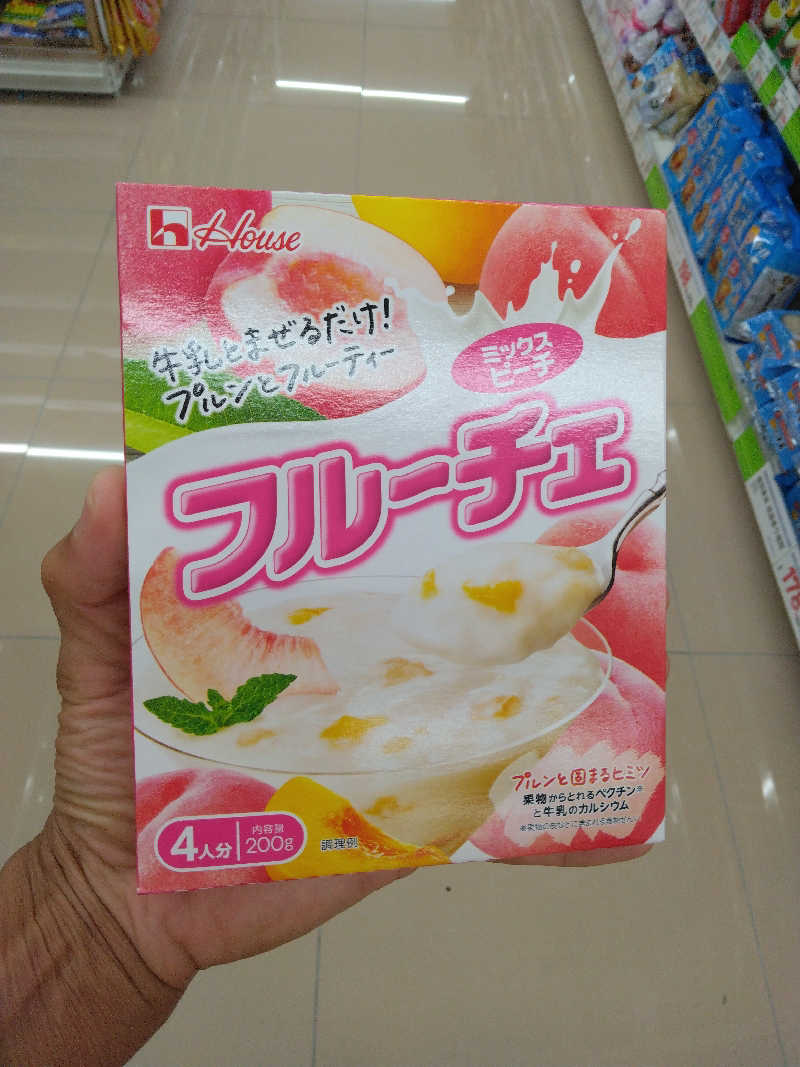 House
牛乳とまぜるだけ!
プルンとフルーティー
ミックス
ピーチ
フルーチェ
プルンと固まるヒミツ
果物からとれるペクチン※
と牛乳のカルシウム
4人分
内容量
200g
調理例
178